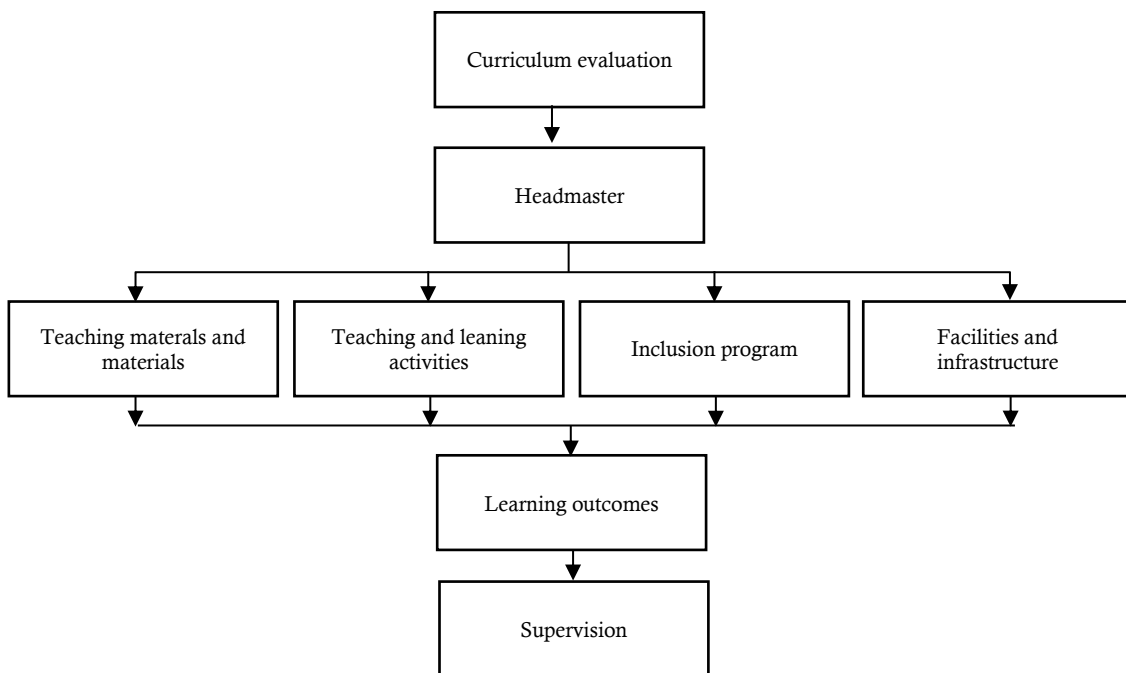 Curriculum evaluation
Headmaster
Teaching materals and
materials
Teaching and leaning
activities
Inclusion program
Facilities and
infrastructure
Learning outcomes
Supervision